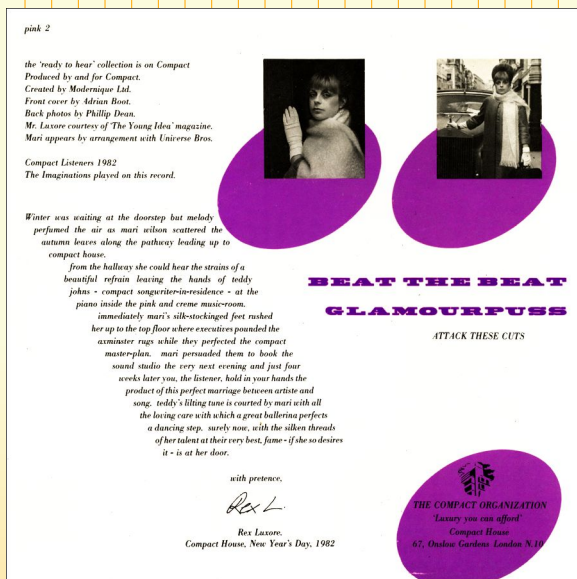 pink 2
the 'ready to hear' collection is on Compact
Produced by and for Compact.
Created by Modernique Ltd.
Front cover by Adrian Boot.
Back photos by Phillip Dean.
Mr. Luxore courtesy of 'The Young Idea' magazine.
Mari appears by arrangement with Universe Bros.
Compact Listeners 1982
The Imaginations played on this record.
Winter was waiting at the doorstep but melody
perfumed the air as mari wilson scattered the
autumn leaves along the pathway leading up to
compact house.
from the hallway she could hear the strains of a
beautiful refrain leaving the hands of teddy
johns - compact songwriter-in-residence - at the
piano inside the pink and creme music-room.
immediately mari's silk-stockinged feet rushed
her up to the top floor where executives pounded the
axminster rugs while they perfected the compact
master-plan. mari persuaded them to book the
sound studio the very next evening and just four
weeks later you, the listener, hold in your hands the
product of this perfect marriage between artiste and
song. teddy's lilting tune is courted by mari with all
the loving care with which a great ballerina perfects
a dancing step. surely now, with the silken threads
of her talent at their very best, fame - if she so desires
it - is at her door.
with pretence,
Rex L
Rex Luxore.
Compact House, New Year's Day, 1982
BEAT THE BEAT
GLAMOURPUSS
ATTACK THESE CUTS
THE COMPACT ORGANIZATION
'Luxury you can afford'
Compact House
67, Onslow Gardens London N.10